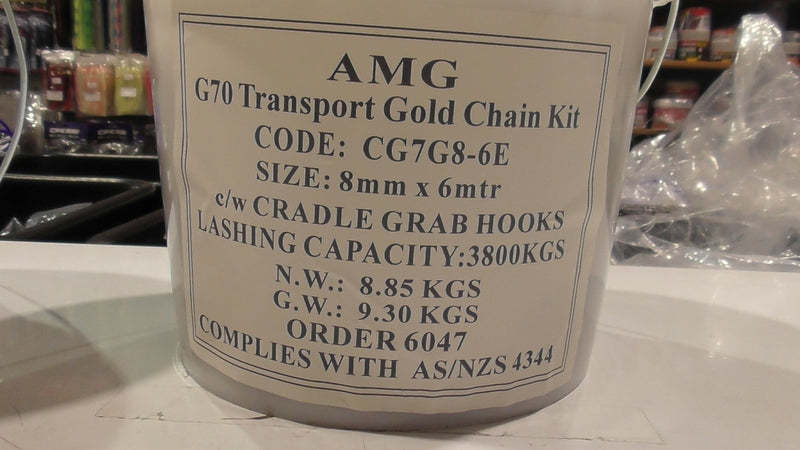 AMG
G70 Transport Gold Chain Kit
CODE: CG7G8-6E
SIZE: 8mm x 6mtr
c/w CRADLE GRAB HOOKS
LASHING CAPACITY:3800KGS
N.W.: 8.85 KGS
G.W.: 9.30 KGS
ORDER 6047
COMPLIES WITH AS/NZS 4344